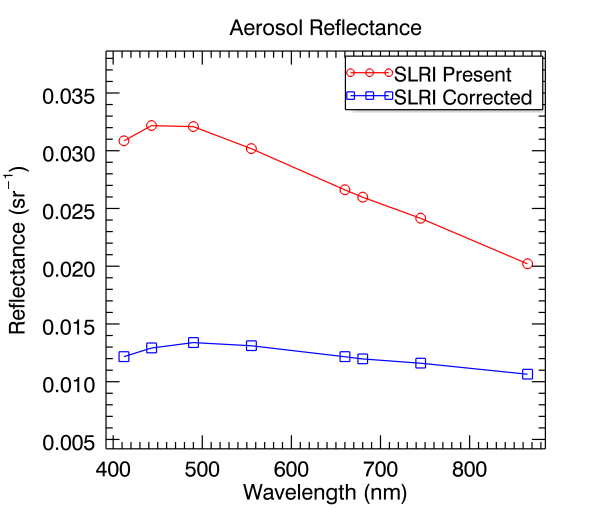 Aerosol Reflectance
SLRI Present
SLRI Corrected
0.035
0.030
0.025
0.020
0.015
0.010
0.005
Reflectance (sr⁻¹)
400 500 600 700 800
Wavelength (nm)